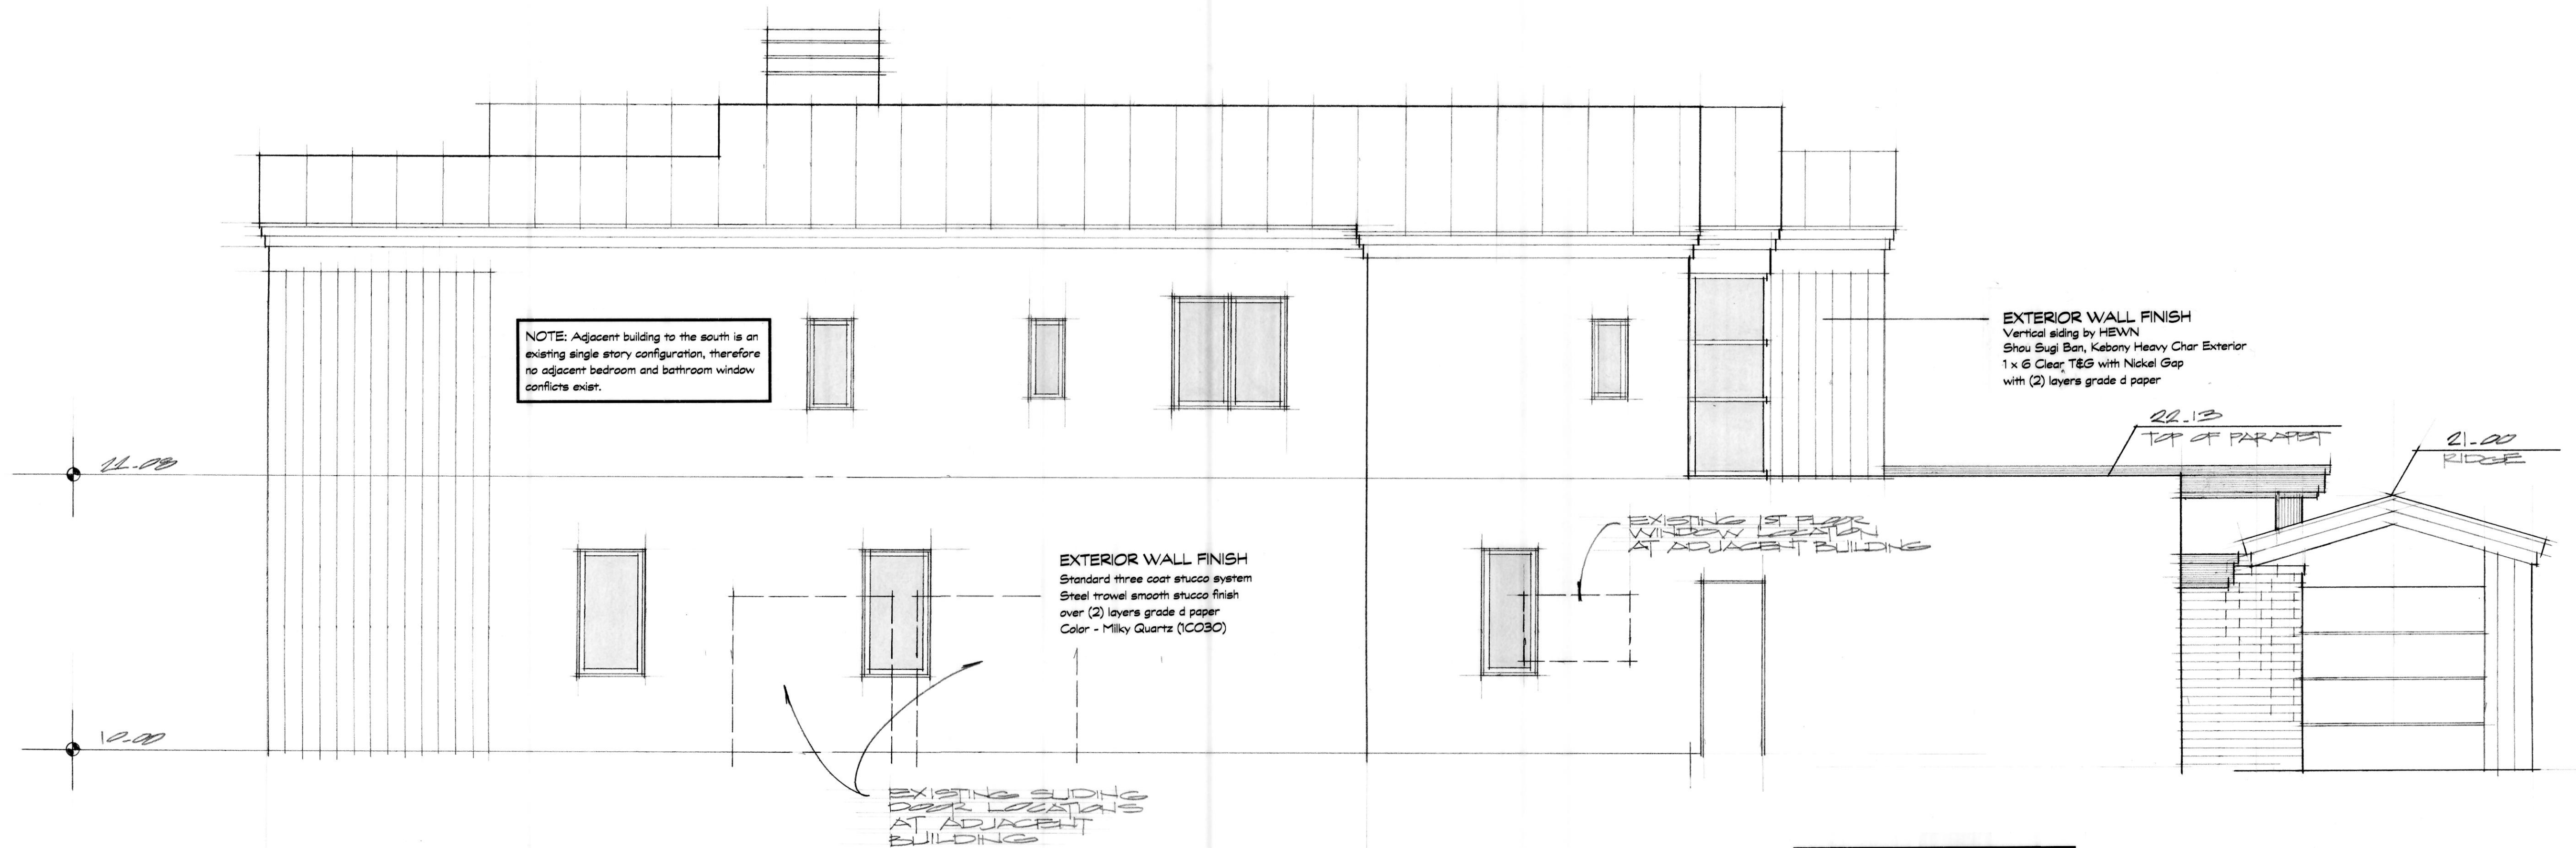 NOTE: Adjacent building to the south is an
existing single story configuration, therefore
no adjacent bedroom and bathroom window
conflicts exist.
EXTERIOR WALL FINISH
Vertical siding by HEWN
Shou Sugi Ban, Kebony Heavy Char Exterior
1 x 6 Clear T&G with Nickel Gap
with (2) layers grade d paper
22.13
TOP OF PARAPET
21.00
RIDGE
EXISTING 1ST FLOOR
WINDOW LOCATION
AT ADJACENT BUILDING
EXTERIOR WALL FINISH
Standard three coat stucco system
Steel trowel smooth stucco finish
over (2) layers grade d paper
Color - Milky Quartz (1C030)
10.00
EXISTING SLIDING
DOOR LOCATIONS
AT ADJACENT
BUILDING